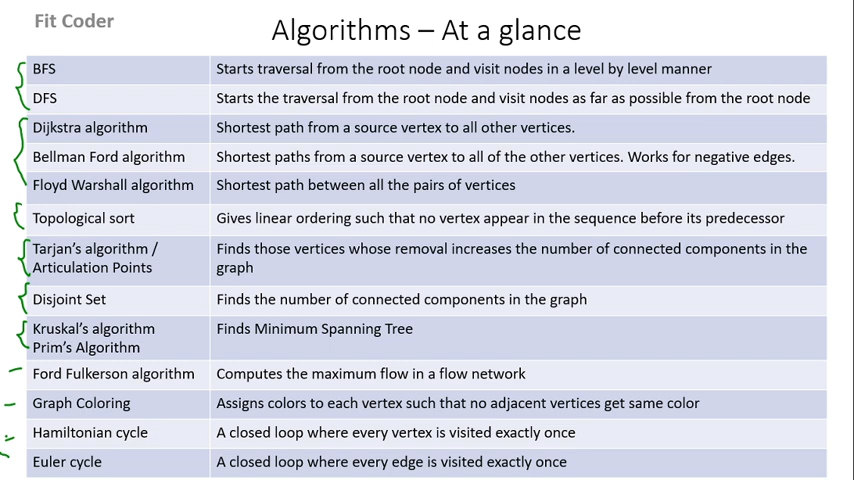 Fit Coder
Algorithms – At a glance
BFS Starts traversal from the root node and visit nodes in a level by level manner
DFS Starts the traversal from the root node and visit nodes as far as possible from the root node
Dijkstra algorithm Shortest path from a source vertex to all other vertices.
Bellman Ford algorithm Shortest paths from a source vertex to all of the other vertices. Works for negative edges.
Floyd Warshall algorithm Shortest path between all the pairs of vertices
Topological sort Gives linear ordering such that no vertex appear in the sequence before its predecessor
Tarjan’s algorithm / Finds those vertices whose removal increases the number of connected components in the
Articulation Points graph
Disjoint Set Finds the number of connected components in the graph
Kruskal’s algorithm Finds Minimum Spanning Tree
Prim’s Algorithm
Ford Fulkerson algorithm Computes the maximum flow in a flow network
Graph Coloring Assigns colors to each vertex such that no adjacent vertices get same color
Hamiltonian cycle A closed loop where every vertex is visited exactly once
Euler cycle A closed loop where every edge is visited exactly once